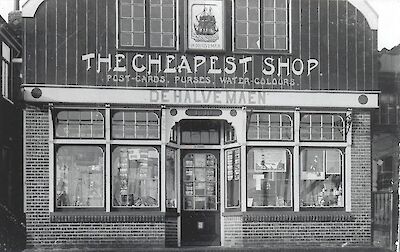 THE CHEAPEST SHOP.
POST-CARDS. PURSES. WATER-COLOURS.
DE HALVE MAEN